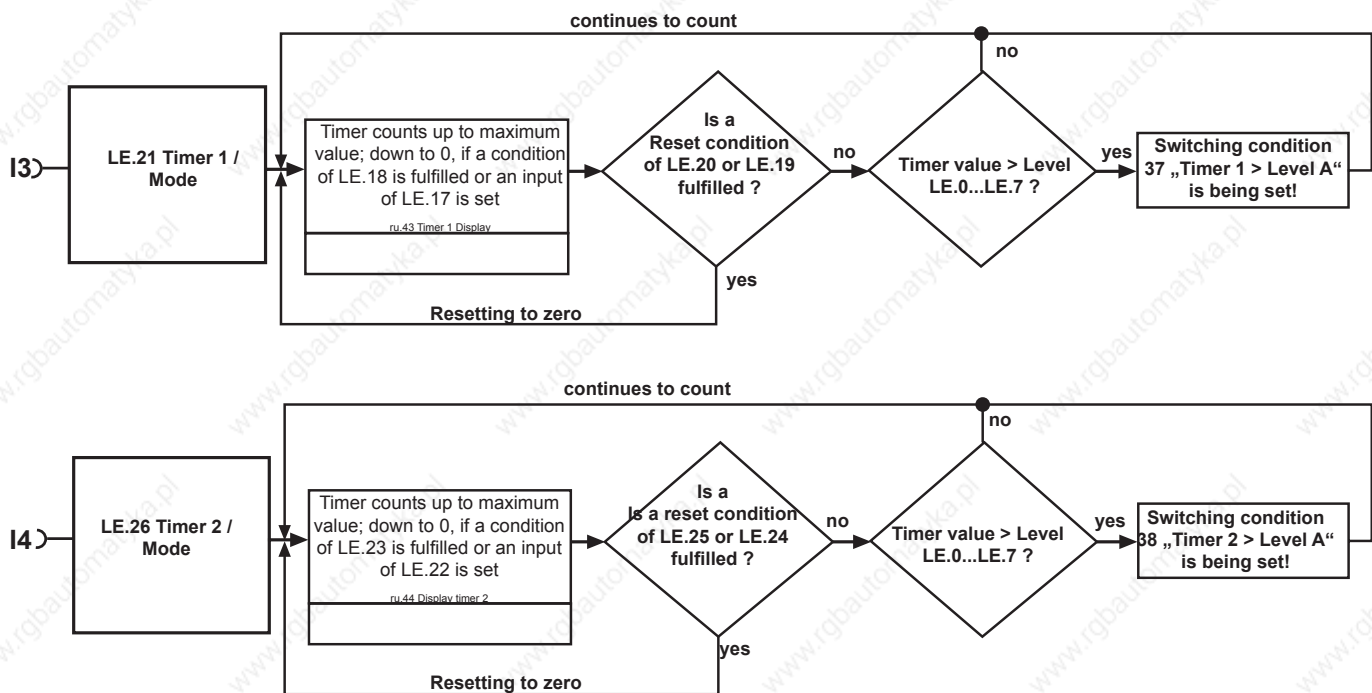 continues to count
no
I3
LE.21 Timer 1 /
Mode
Timer counts up to maximum
value; down to 0, if a condition
of LE.18 is fulfilled or an input
of LE.17 is set
ru.43 Timer 1 Display
Is a
Reset condition
of LE.20 or LE.19
fulfilled ?
no
yes
Timer value > Level
LE.0...LE.7 ?
yes
Switching condition
37 „Timer 1 > Level A“
is being set!
Resetting to zero
continues to count
no
I4
LE.26 Timer 2 /
Mode
Timer counts up to maximum
value; down to 0, if a condition
of LE.23 is fulfilled or an input
of LE.22 is set
ru.44 Display timer 2
Is a
Is a reset condition
of LE.25 or LE.24
fulfilled ?
no
yes
Timer value > Level
LE.0...LE.7 ?
yes
Switching condition
38 „Timer 2 > Level A“
is being set!
Resetting to zero
www.rgbautomatyka.pl